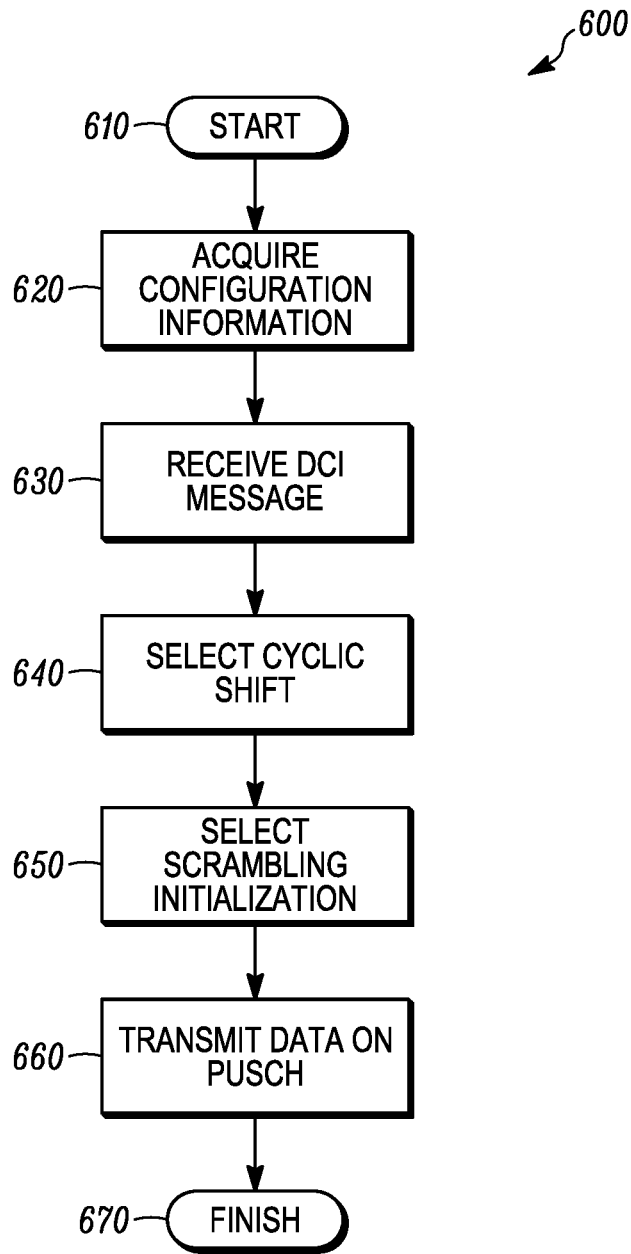 600
610
START
620
ACQUIRE
CONFIGURATION
INFORMATION
630
RECEIVE DCI
MESSAGE
640
SELECT CYCLIC
SHIFT
650
SELECT
SCRAMBLING
INITIALIZATION
660
TRANSMIT DATA ON
PUSCH
670
FINISH